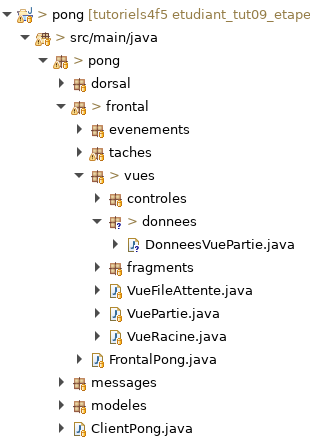 > pong [tutoriels4f5 etudiant_tut09_etape
> src/main/java
> pong
dorsal
> frontal
evenements
taches
> vues
controles
> donnees
DonneesVuePartie.java
fragments
VueFileAttente.java
VuePartie.java
VueRacine.java
FrontalPong.java
messages
modeles
ClientPong.java